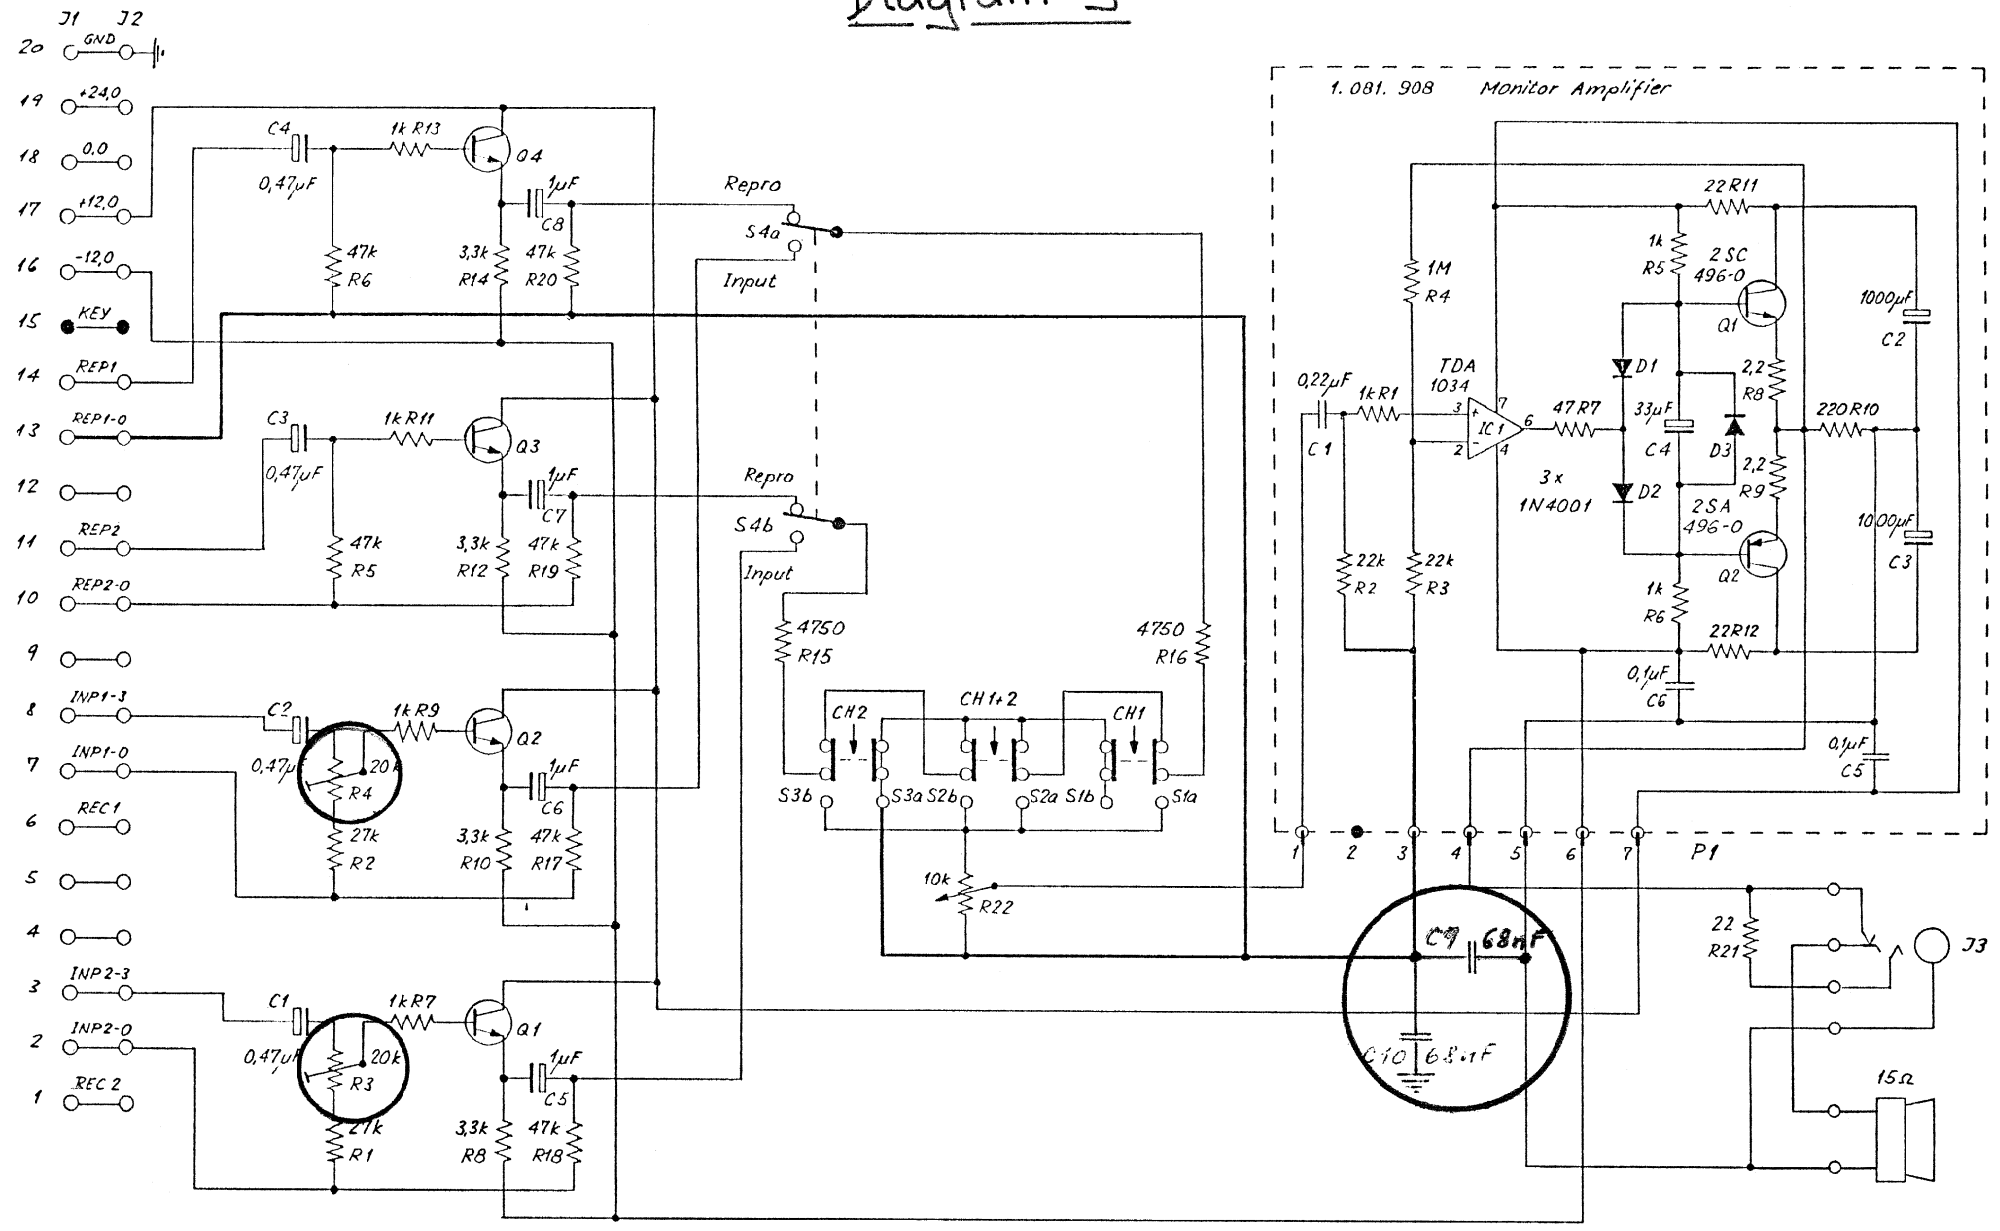 Diagram 3
J1 J2
20 GND
19 +24,0
18 0,0
17 +12,0
16 -12,0
15 KEY
14 REP1
13 REP1-0
12
11 REP2
10 REP2-0
9
8 INP1-3
7 INP1-0
6 REC1
5
4
3 INP2-3
2 INP2-0
1 REC2
C4
0,47µF
1k R13
Q4
47k
R6
1µF
C8
3,3k
R14
47k
R20
C3
0,47µF
1k R11
Q3
47k
R5
1µF
C7
3,3k
R12
47k
R19
C2
0,47µ
1k R9
Q2
20k
R4
27k
R2
1µF
C6
3,3k
R10
47k
R17
C1
0,47µF
1k R7
Q1
20k
R3
27k
R1
1µF
C5
3,3k
R8
47k
R18
Repro
S4a
Input
Repro
S4b
Input
4750
R15
4750
R16
CH2
CH1+2
CH1
S3b S3a S2b S2a S1b S1a
10k
R22
1.081.908 Monitor Amplifier
22 R11
1k
R5
2SC
496-0
Q1
1M
R4
1000µF
C2
TDA
1034
0,22µF
C1
1k R1
3 +
2 -
IC1
7
6
4
47 R7
D1
33µF
C4
D3
2,2
R8
220 R10
2,2
R9
D2
3x
1N4001
2SA
496-0
Q2
1000µF
C3
22k
R2
22k
R3
1k
R6
22 R12
0,1µF
C6
0,1µF
C5
1 2 3 4 5 6 7 P1
C9 68nF
C10 68nF
22
R21
J3
15Ω